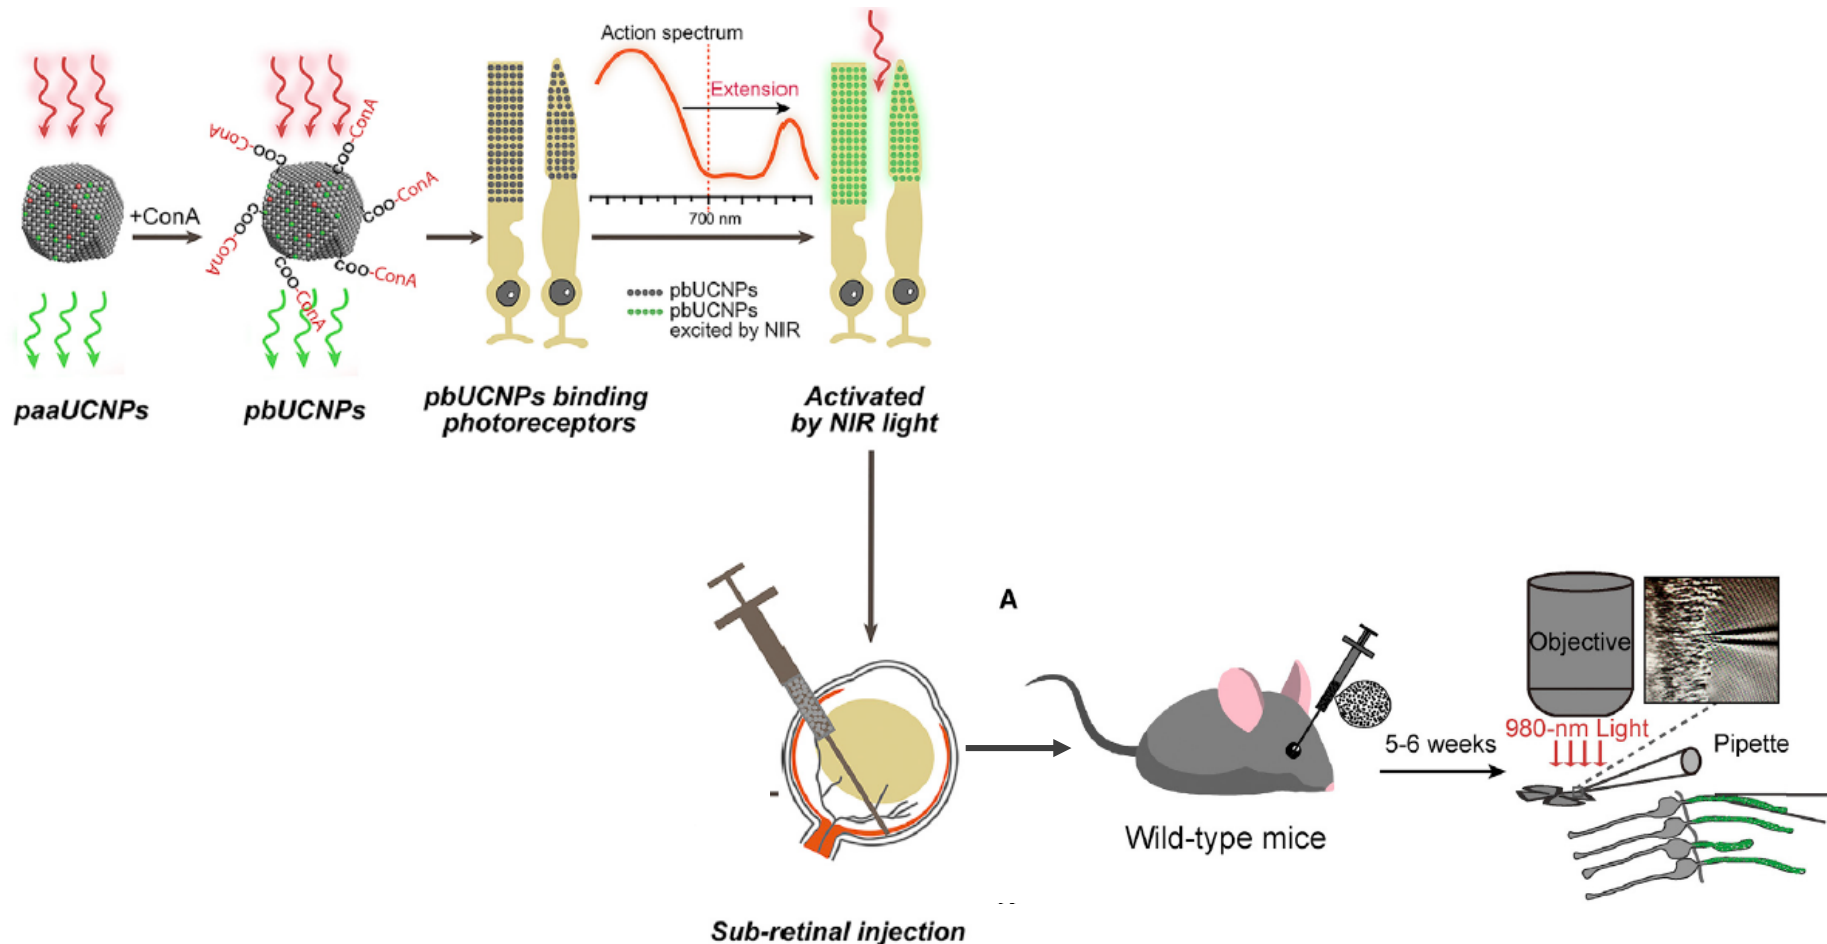 Action spectrum
Extension
700 nm
+ConA
COO-ConA
COO-ConA
COO-ConA
COO-ConA
COO-ConA
COO-ConA
pbUCNPs
pbUCNPs
excited by NIR
paaUCNPs
pbUCNPs
pbUCNPs binding
photoreceptors
Activated
by NIR light
A
Objective
980-nm Light
5-6 weeks
Pipette
Wild-type mice
Sub-retinal injection